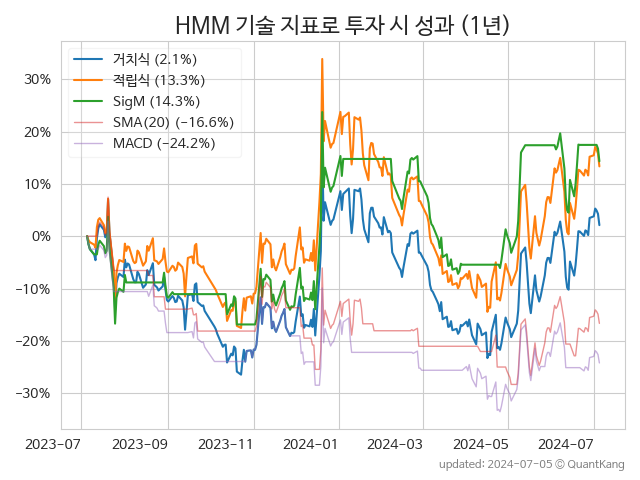 HMM 기술 지표로 투자 시 성과 (1년)
거치식 (2.1%)
적립식 (13.3%)
SigM (14.3%)
SMA(20) (−16.6%)
MACD (−24.2%)
30%
20%
10%
0%
−10%
−20%
−30%
2023-07 2023-09 2023-11 2024-01 2024-03 2024-05 2024-07
updated: 2024-07-05 © QuantKang